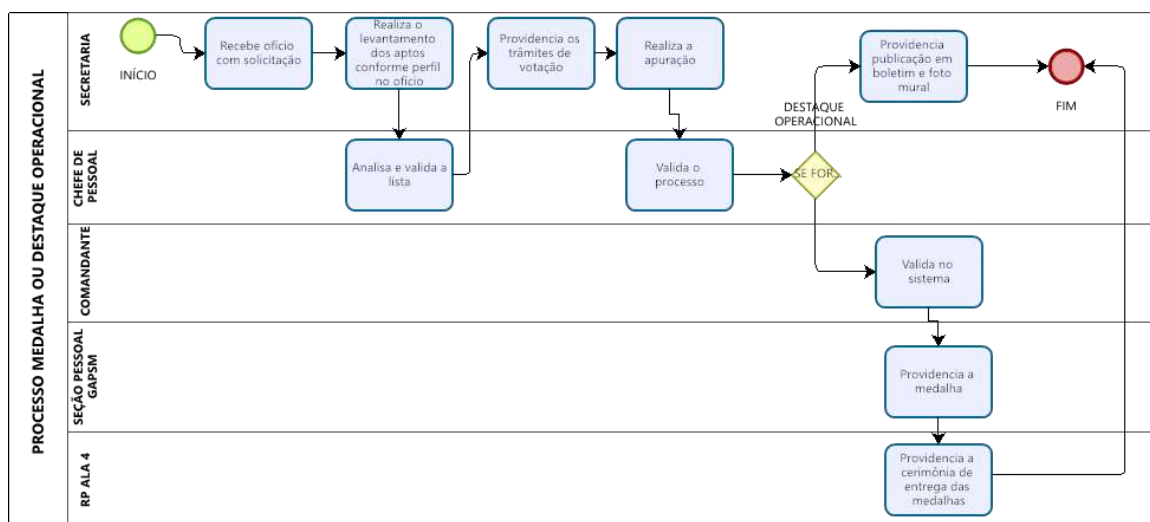 PROCESSO MEDALHA OU DESTAQUE OPERACIONAL
SECRETARIA
INÍCIO
Recebe ofício
com solicitação
Realiza o
levantamento
dos aptos
conforme perfil
no ofício
Providencia os
trâmites de
votação
Realiza a
apuração
Providencia
publicação em
boletim e foto
mural
FIM
DESTAQUE
OPERACIONAL
CHEFE DE
PESSOAL
Analisa e valida a
lista
Valida o
processo
SE FOR
COMANDANTE
Valida no
sistema
SEÇÃO PESSOAL
GAPSM
Providencia a
medalha
RP ALA 4
Providencia a
cerimônia de
entrega das
medalhas